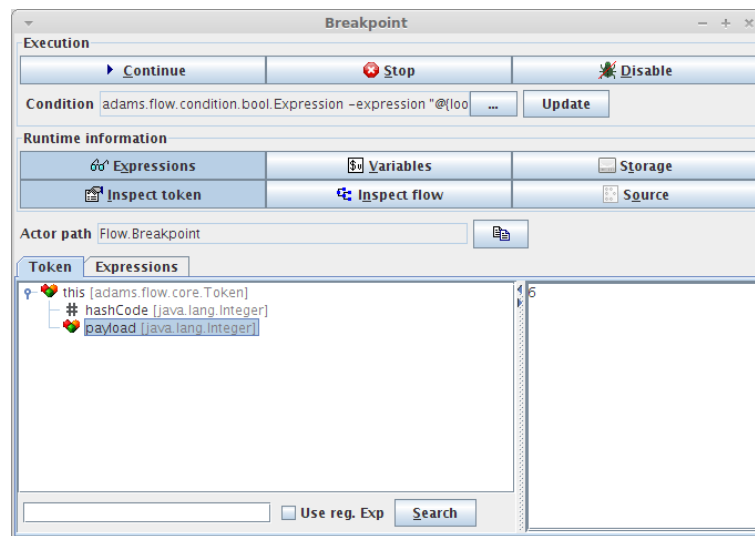 Breakpoint
Execution
Continue Stop Disable
Condition adams.flow.condition.bool.Expression -expression "@{loo ... Update
Runtime information
Expressions Variables Storage
Inspect token Inspect flow Source
Actor path Flow.Breakpoint
Token Expressions
this [adams.flow.core.Token] 6
hashCode [java.lang.Integer]
payload [java.lang.Integer]
Use reg. Exp Search